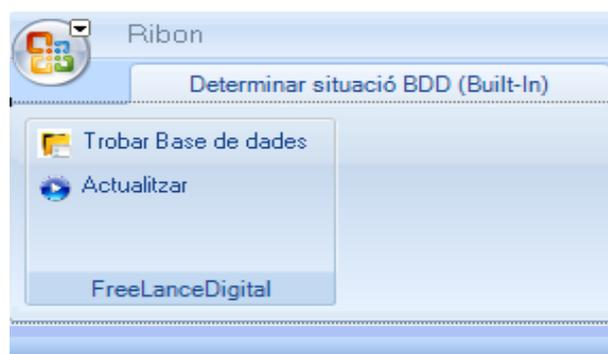 Ribon
Determinar situació BDD (Built-In)
Trobar Base de dades
Actualitzar
FreeLanceDigital